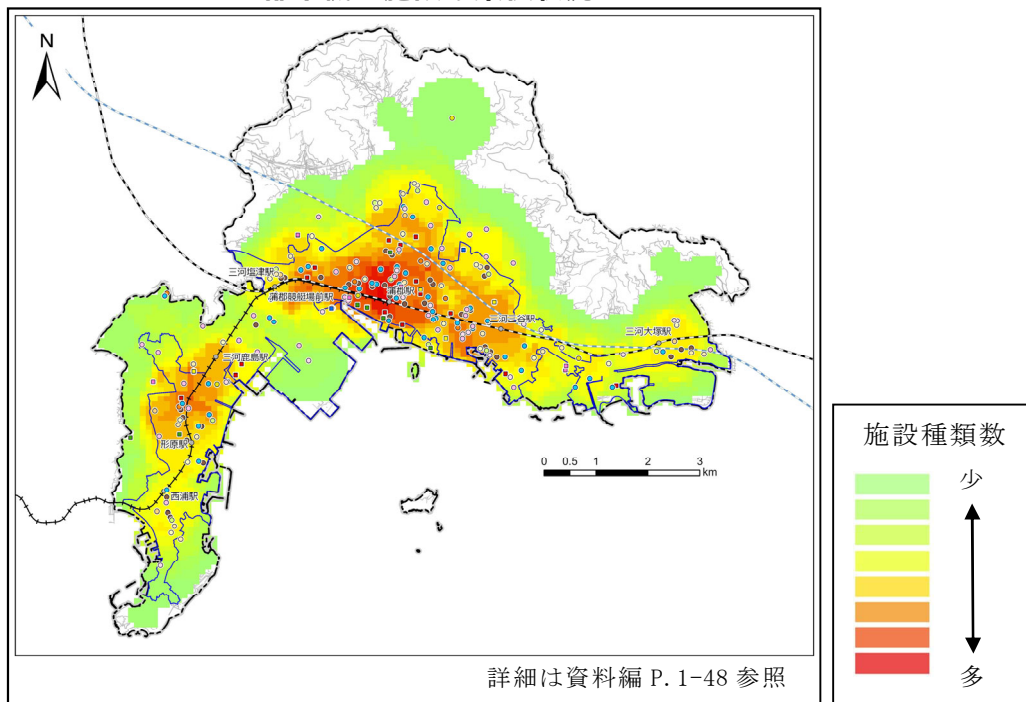 N
三河塩津駅
蒲郡競艇場前駅
蒲郡駅
三河三谷駅
三河大塚駅
三河鹿島駅
形原駅
西浦駅
0 0.5 1 2 3
km
詳細は資料編 P.1-48 参照
施設種類数
少
多